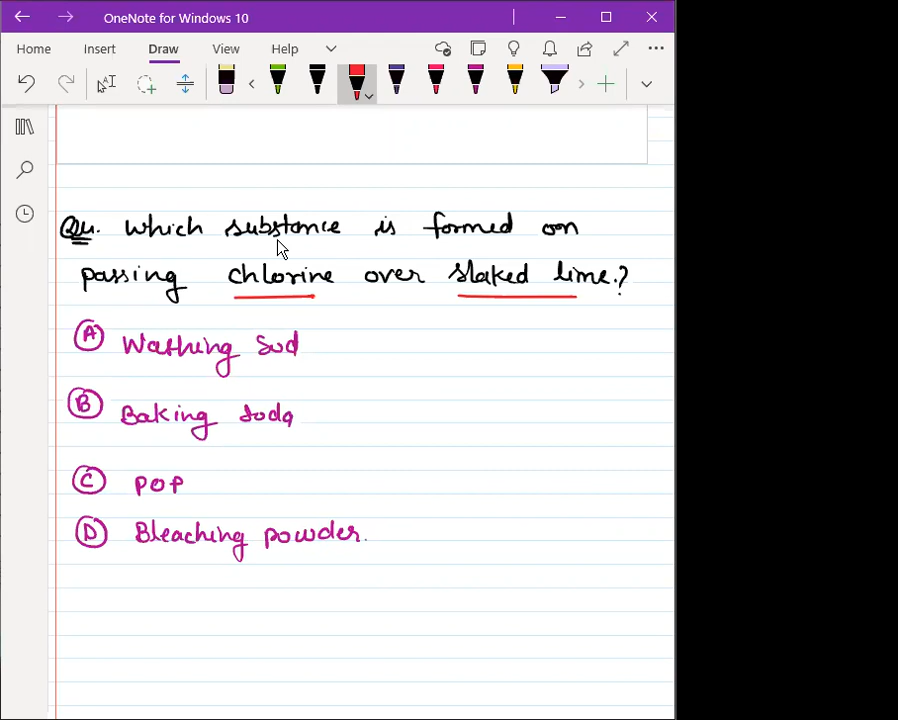 OneNote for Windows 10
Home Insert Draw View Help
Qu. Which substance is formed on
passing chlorine over slaked lime.?
A Washing Sod
B Baking soda
C POP
D Bleaching powder.